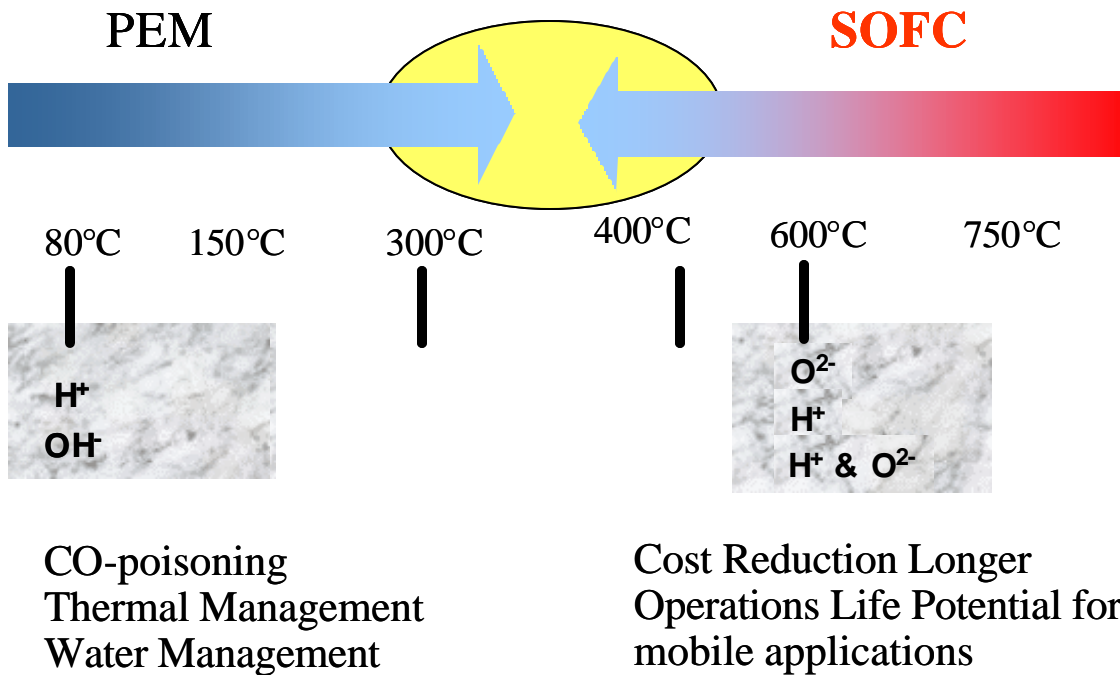 PEM
SOFC
80°C 150°C 300°C 400°C 600°C 750°C
H⁺
OH⁻
O²⁻
H⁺
H⁺ & O²⁻
CO-poisoning
Thermal Management
Water Management
Cost Reduction Longer
Operations Life Potential for
mobile applications